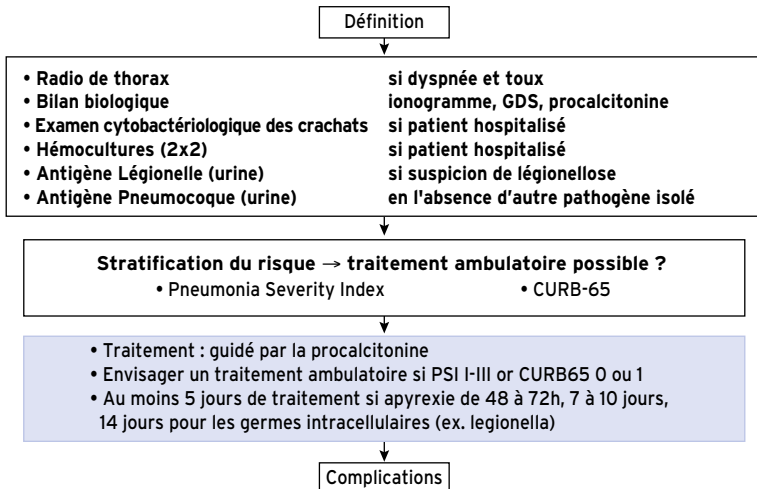 Définition
• Radio de thorax si dyspnée et toux
• Bilan biologique ionogramme, GDS, procalcitonine
• Examen cytobactériologique des crachats si patient hospitalisé
• Hémocultures (2x2) si patient hospitalisé
• Antigène Légionelle (urine) si suspicion de légionellose
• Antigène Pneumocoque (urine) en l'absence d'autre pathogène isolé
Stratification du risque → traitement ambulatoire possible ?
• Pneumonia Severity Index • CURB-65
• Traitement : guidé par la procalcitonine
• Envisager un traitement ambulatoire si PSI I-III or CURB65 0 ou 1
• Au moins 5 jours de traitement si apyrexie de 48 à 72h, 7 à 10 jours,
14 jours pour les germes intracellulaires (ex. legionella)
Complications